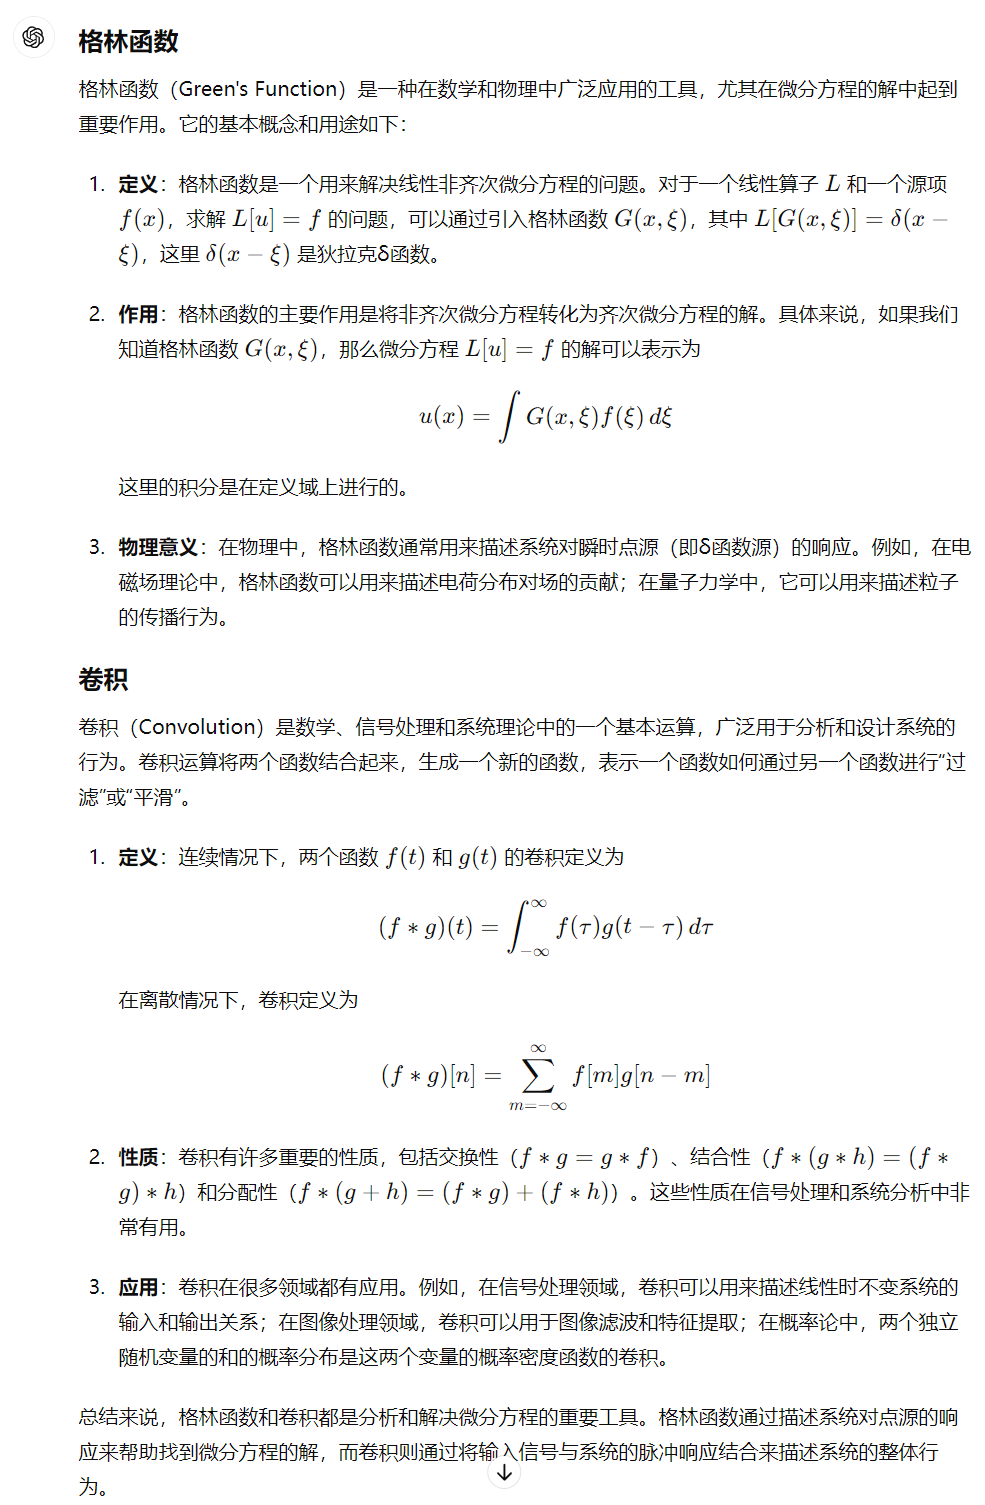 格林函数
格林函数（Green's Function）是一种在数学和物理中广泛应用的工具，尤其在微分方程的解中起到
重要作用。它的基本概念和用途如下：
1. 定义：格林函数是一个用来解决线性非齐次微分方程的问题。对于一个线性算子 L 和一个源项
f(x)，求解 L[u] = f 的问题，可以通过引入格林函数 G(x, ξ)，其中 L[G(x, ξ)] = δ(x −
ξ)，这里 δ(x − ξ) 是狄拉克δ函数。
2. 作用：格林函数的主要作用是将非齐次微分方程转化为齐次微分方程的解。具体来说，如果我们
知道格林函数 G(x, ξ)，那么微分方程 L[u] = f 的解可以表示为
u(x) = ∫ G(x, ξ)f(ξ) dξ
这里的积分是在定义域上进行的。
3. 物理意义：在物理中，格林函数通常用来描述系统对瞬时点源（即δ函数源）的响应。例如，在电
磁场理论中，格林函数可以用来描述电荷分布对场的贡献；在量子力学中，它可以用来描述粒子
的传播行为。
卷积
卷积（Convolution）是数学、信号处理和系统理论中的一个基本运算，广泛用于分析和设计系统的
行为。卷积运算将两个函数结合起来，生成一个新的函数，表示一个函数如何通过另一个函数进行“过
滤”或“平滑”。
1. 定义：连续情况下，两个函数 f(t) 和 g(t) 的卷积定义为
(f ∗ g)(t) = ∫_{−∞}^{∞} f(τ)g(t − τ) dτ
在离散情况下，卷积定义为
(f ∗ g)[n] = ∑_{m=−∞}^{∞} f[m]g[n − m]
2. 性质：卷积有许多重要的性质，包括交换性（f ∗ g = g ∗ f）、结合性（f ∗ (g ∗ h) = (f ∗
g) ∗ h）和分配性（f ∗ (g + h) = (f ∗ g) + (f ∗ h)）。这些性质在信号处理和系统分析中非
常有用。
3. 应用：卷积在很多领域都有应用。例如，在信号处理领域，卷积可以用来描述线性时不变系统的
输入和输出关系；在图像处理领域，卷积可以用于图像滤波和特征提取；在概率论中，两个独立
随机变量的和的概率分布是这两个变量的概率密度函数的卷积。
总结来说，格林函数和卷积都是分析和解决微分方程的重要工具。格林函数通过描述系统对点源的响
应来帮助找到微分方程的解，而卷积则通过将输入信号与系统的脉冲响应结合来描述系统的整体行
为。